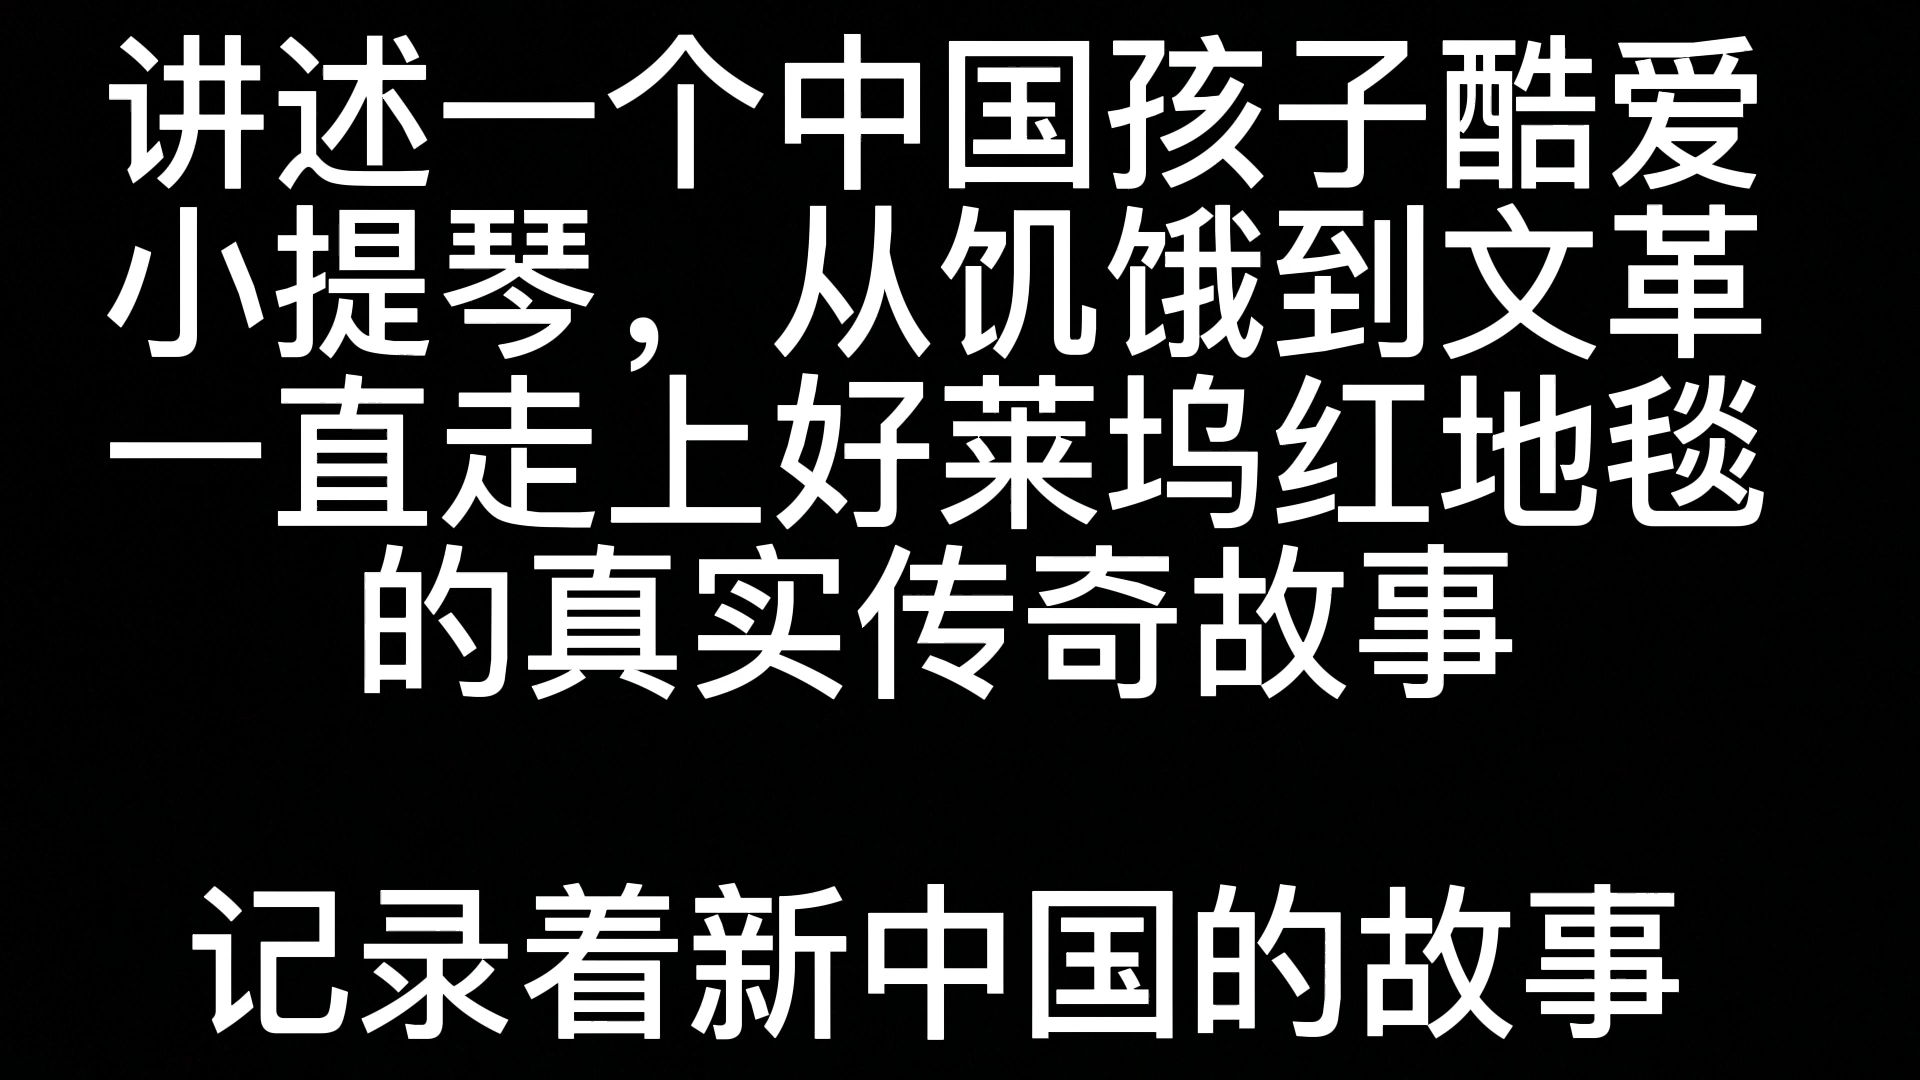 讲述一个中国孩子酷爱
小提琴，从饥饿到文革
一直走上好莱坞红地毯
的真实传奇故事
记录着新中国的故事